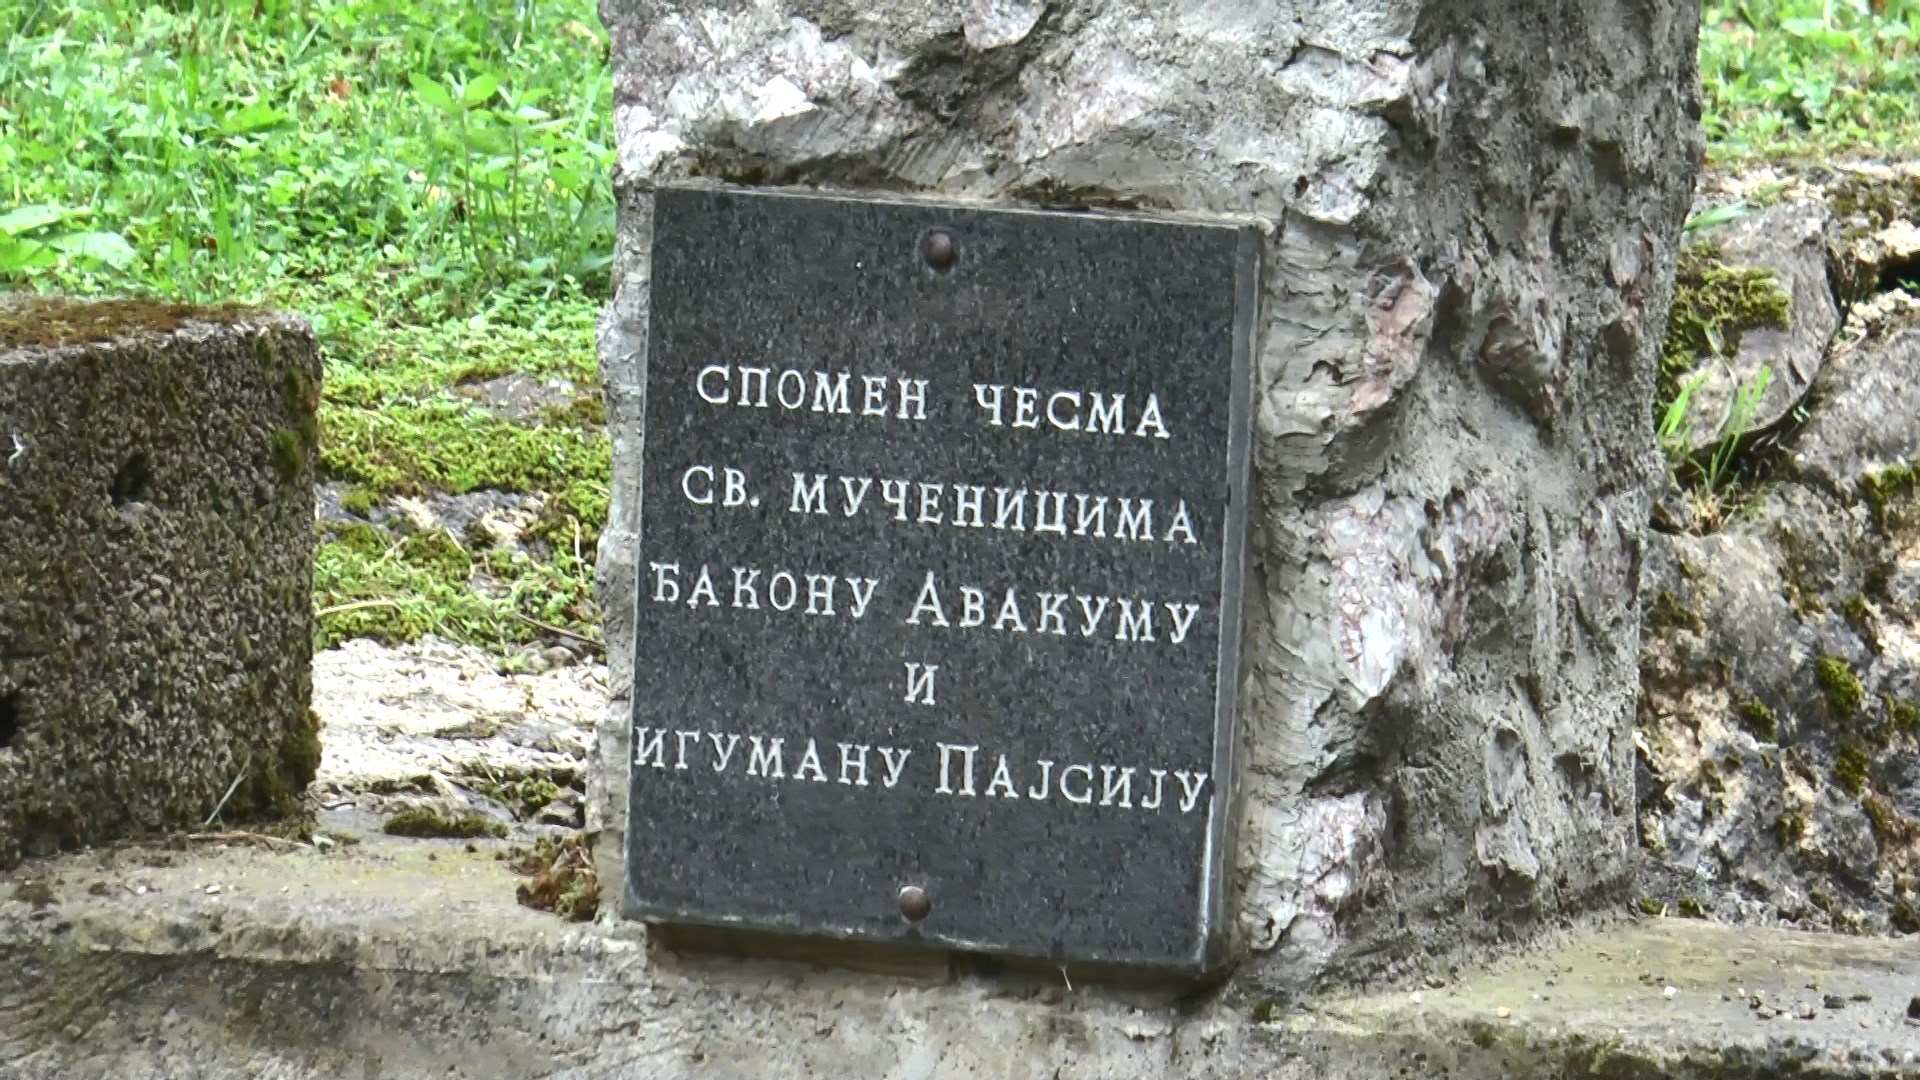 СПОМЕН ЧЕСМА
СВ. МУЧЕНИЦИМА
ЂАКОНУ АВАКУМУ
И
ИГУМАНУ ПАЈСИЈУ